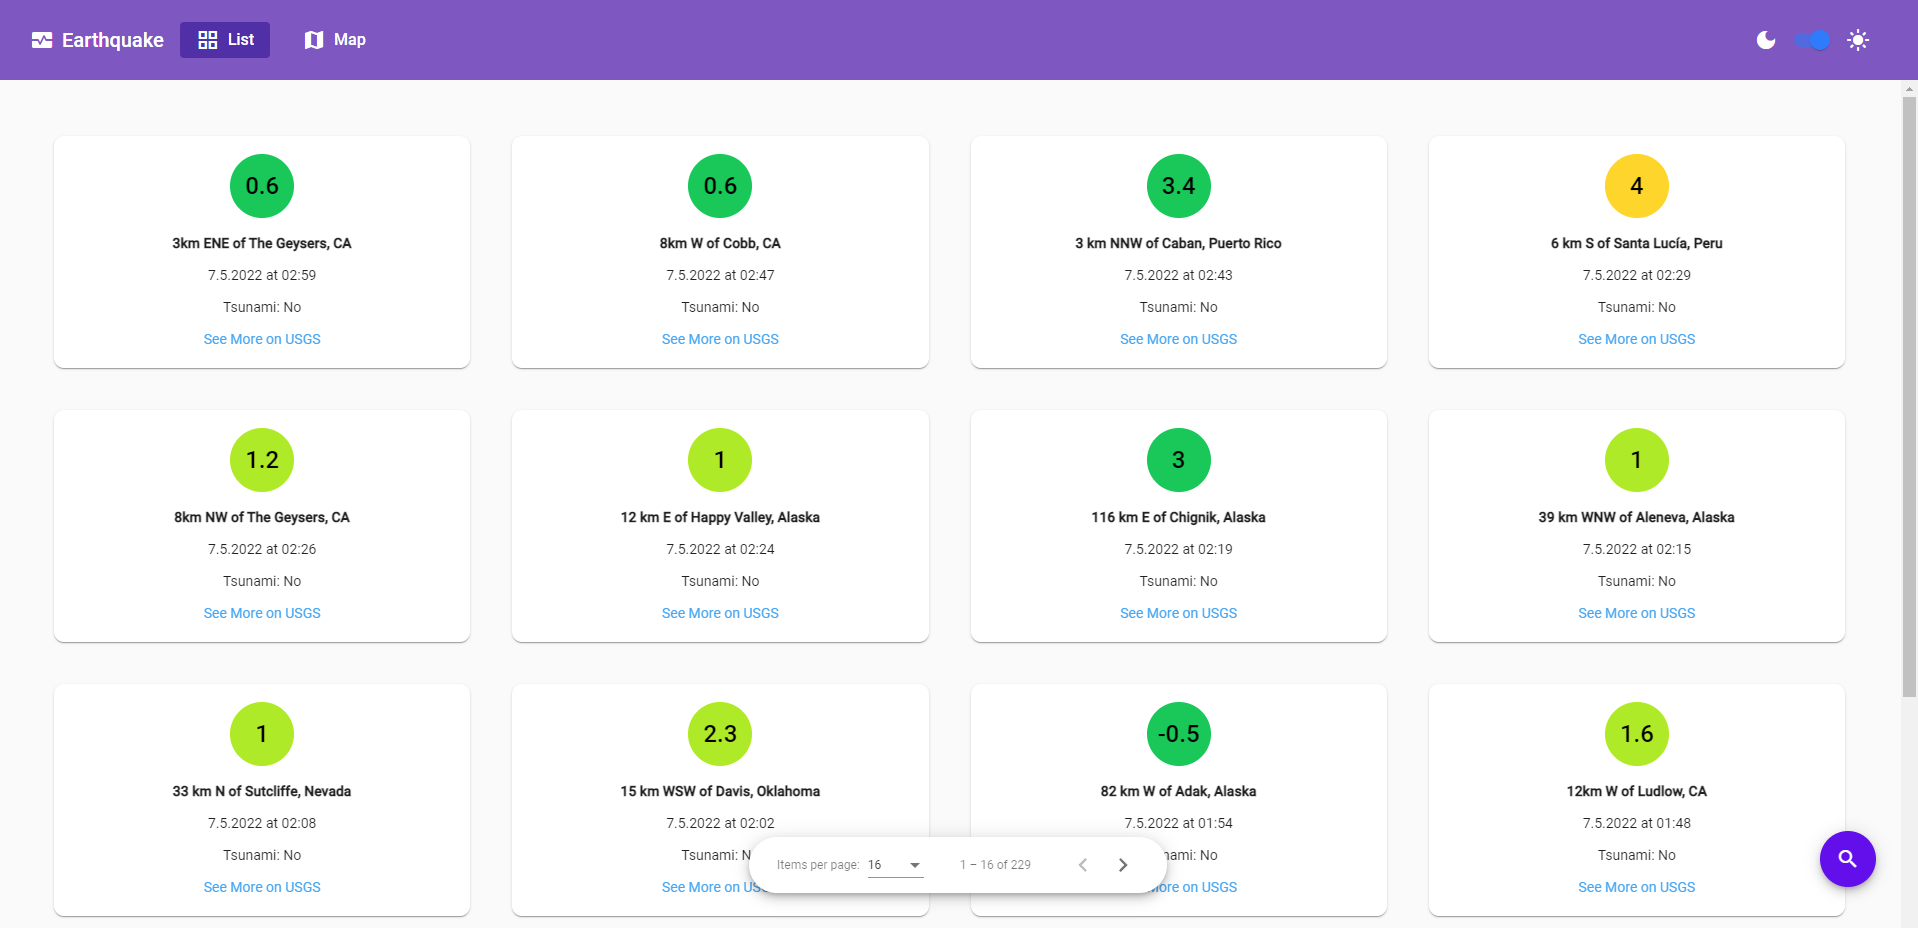 Earthquake List Map
0.6
3km ENE of The Geysers, CA
7.5.2022 at 02:59
Tsunami: No
See More on USGS
0.6
8km W of Cobb, CA
7.5.2022 at 02:47
Tsunami: No
See More on USGS
3.4
3 km NNW of Caban, Puerto Rico
7.5.2022 at 02:43
Tsunami: No
See More on USGS
4
6 km S of Santa Lucía, Peru
7.5.2022 at 02:29
Tsunami: No
See More on USGS
1.2
8km NW of The Geysers, CA
7.5.2022 at 02:26
Tsunami: No
See More on USGS
1
12 km E of Happy Valley, Alaska
7.5.2022 at 02:24
Tsunami: No
See More on USGS
3
116 km E of Chignik, Alaska
7.5.2022 at 02:19
Tsunami: No
See More on USGS
1
39 km WNW of Aleneva, Alaska
7.5.2022 at 02:15
Tsunami: No
See More on USGS
1
33 km N of Sutcliffe, Nevada
7.5.2022 at 02:08
Tsunami: No
See More on USGS
2.3
15 km WSW of Davis, Oklahoma
7.5.2022 at 02:02
Tsunami: N
See More on US
-0.5
82 km W of Adak, Alaska
7.5.2022 at 01:54
ami: No
ore on USGS
1.6
12km W of Ludlow, CA
7.5.2022 at 01:48
Tsunami: No
See More on USGS
Items per page: 16 1 – 16 of 229